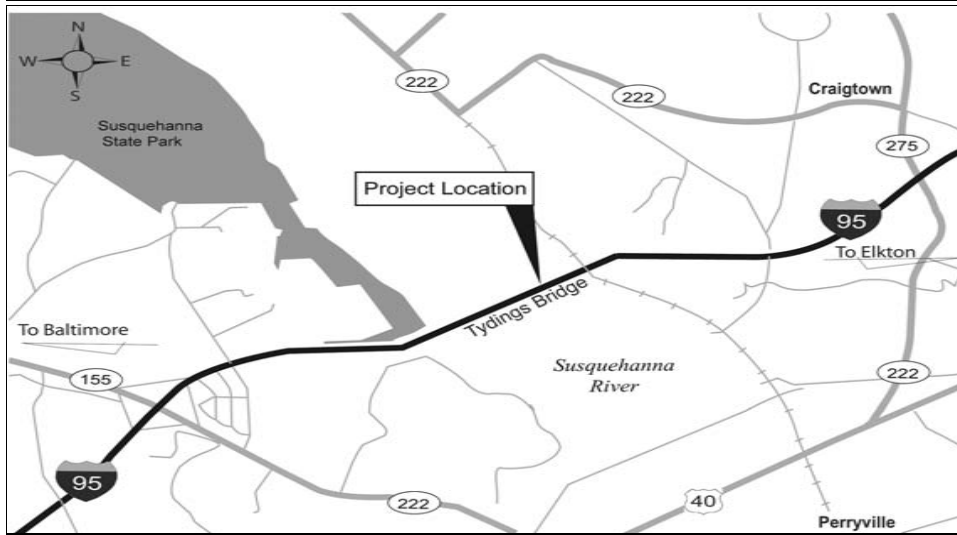 N
W E
S
Susquehanna
State Park
222
222
Craigtown
275
Project Location
95
To Elkton
Tydings Bridge
To Baltimore
155
Susquehanna
River
222
95
222
40
Perryville